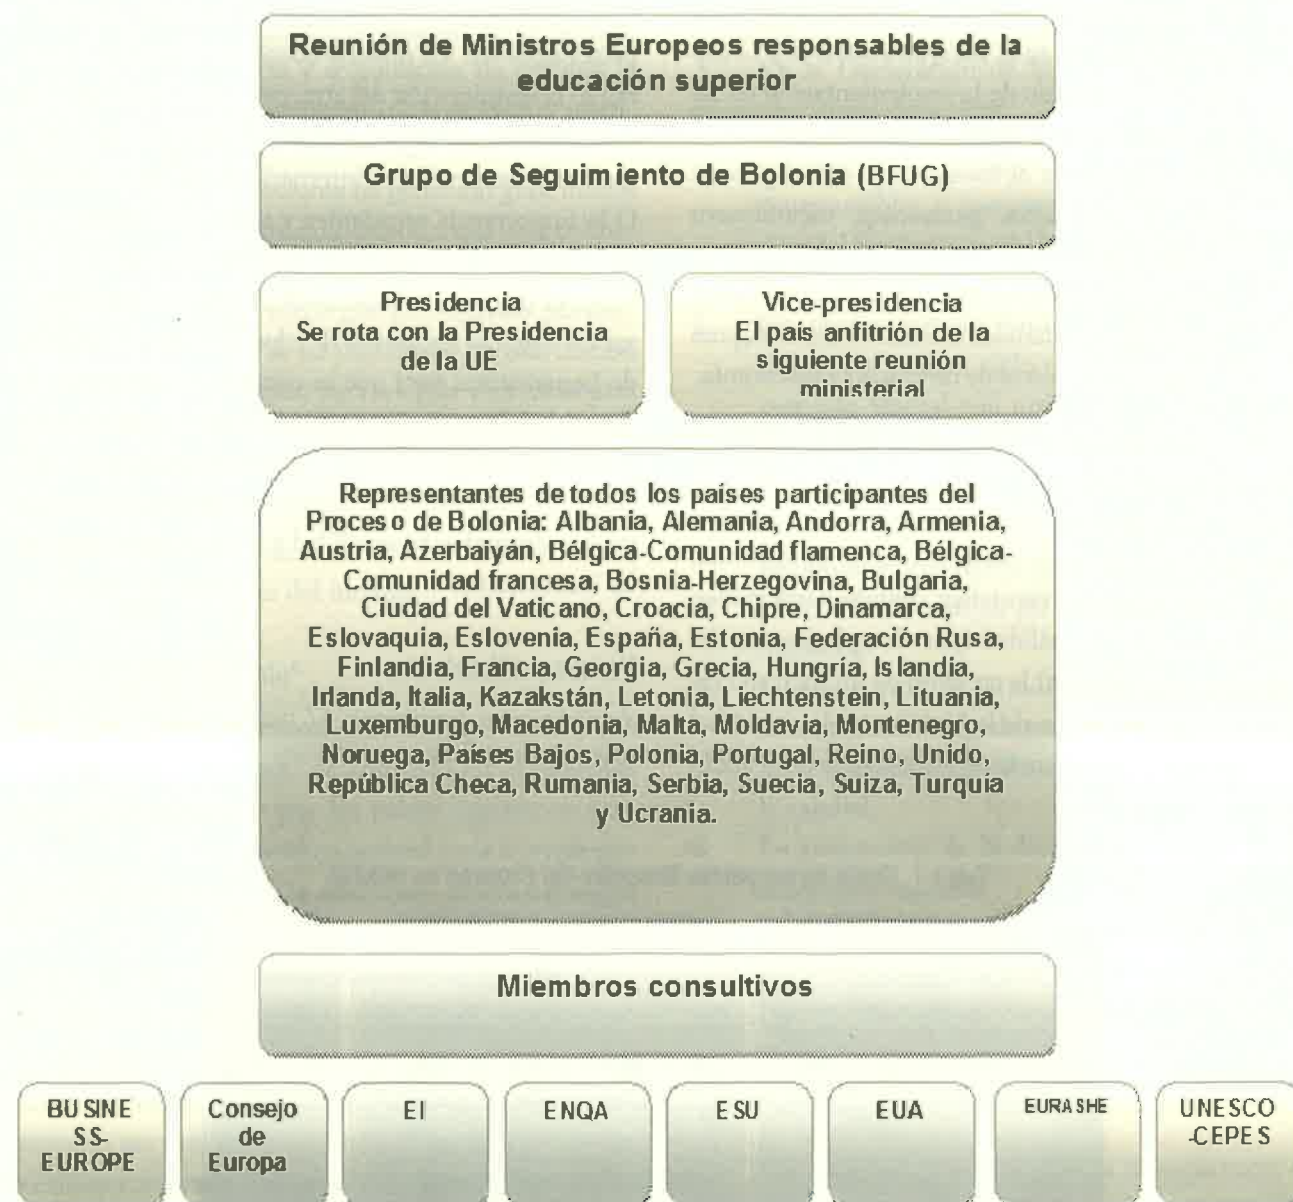 Reunión de Ministros Europeos responsables de la
educación superior
Grupo de Seguimiento de Bolonia (BFUG)
Presidencia
Se rota con la Presidencia
de la UE
Vice-presidencia
El país anfitrión de la
siguiente reunión
ministerial
Representantes de todos los países participantes del
Proceso de Bolonia: Albania, Alemania, Andorra, Armenia,
Austria, Azerbaiyán, Bélgica-Comunidad flamenca, Bélgica-
Comunidad francesa, Bosnia-Herzegovina, Bulgaria,
Ciudad del Vaticano, Croacia, Chipre, Dinamarca,
Eslovaquia, Eslovenia, España, Estonia, Federación Rusa,
Finlandia, Francia, Georgia, Grecia, Hungría, Islandia,
Irlanda, Italia, Kazakstán, Letonia, Liechtenstein, Lituania,
Luxemburgo, Macedonia, Malta, Moldavia, Montenegro,
Noruega, Países Bajos, Polonia, Portugal, Reino, Unido,
República Checa, Rumania, Serbia, Suecia, Suiza, Turquía
y Ucrania.
Miembros consultivos
BUSINE
SS-
EUROPE
Consejo
de
Europa
EI
ENQA
ESU
EUA
EURASHE
UNESCO
-CEPES